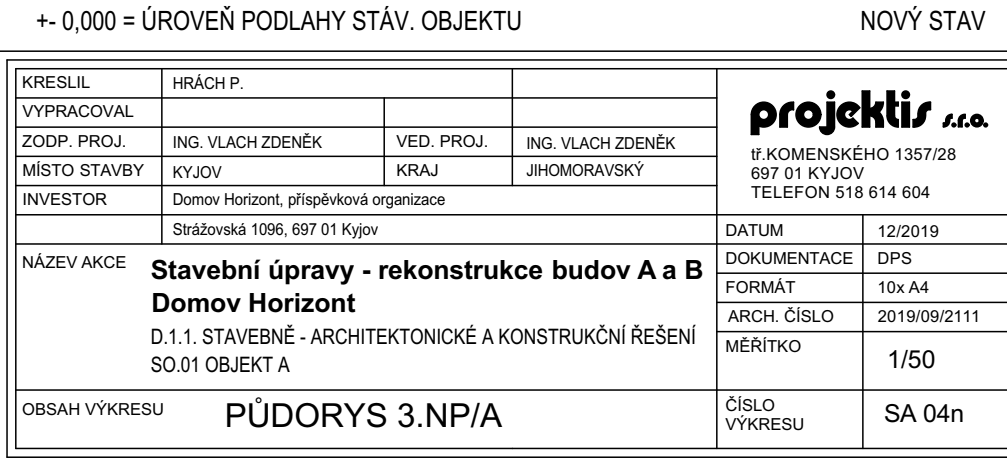 +- 0,000 = ÚROVEŇ PODLAHY STÁV. OBJEKTU NOVÝ STAV
KRESLIL HRÁCH P.
VYPRACOVAL
ZODP. PROJ. ING. VLACH ZDENĚK VED. PROJ. ING. VLACH ZDENĚK
MÍSTO STAVBY KYJOV KRAJ JIHOMORAVSKÝ
INVESTOR Domov Horizont, příspěvková organizace
Strážovská 1096, 697 01 Kyjov
projektis s.r.o.
tř.KOMENSKÉHO 1357/28
697 01 KYJOV
TELEFON 518 614 604
DATUM 12/2019
DOKUMENTACE DPS
FORMÁT 10x A4
ARCH. ČÍSLO 2019/09/2111
MĚŘÍTKO 1/50
NÁZEV AKCE Stavební úpravy - rekonstrukce budov A a B
Domov Horizont
D.1.1. STAVEBNĚ - ARCHITEKTONICKÉ A KONSTRUKČNÍ ŘEŠENÍ
SO.01 OBJEKT A
OBSAH VÝKRESU PŮDORYS 3.NP/A
ČÍSLO
VÝKRESU SA 04n